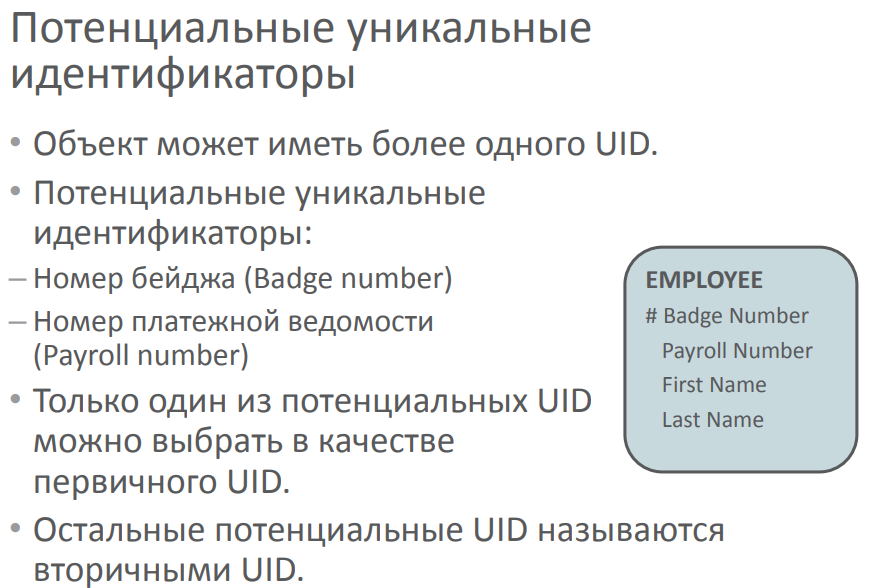 Потенциальные уникальные
идентификаторы
• Объект может иметь более одного UID.
• Потенциальные уникальные
идентификаторы:
– Номер бейджа (Badge number)
– Номер платежной ведомости
(Payroll number)
• Только один из потенциальных UID
можно выбрать в качестве
первичного UID.
• Остальные потенциальные UID называются
вторичными UID.
EMPLOYEE
# Badge Number
Payroll Number
First Name
Last Name